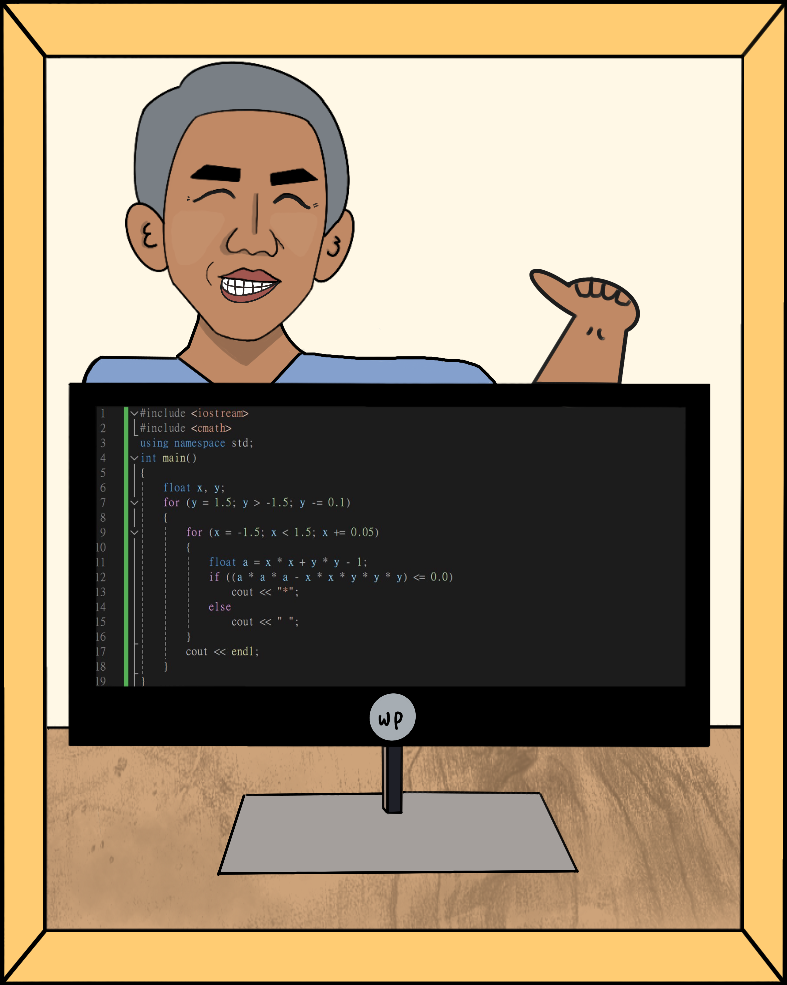 1 #include <iostream>
2 #include <cmath>
3 using namespace std;
4 int main()
5 {
6 float x, y;
7 for (y = 1.5; y > -1.5; y -= 0.1)
8 {
9 for (x = -1.5; x < 1.5; x += 0.05)
10 {
11 float a = x * x + y * y - 1;
12 if ((a * a * a - x * x * y * y * y) <= 0.0)
13 cout << "*";
14 else
15 cout << " ";
16 }
17 cout << endl;
18 }
19 }
wp